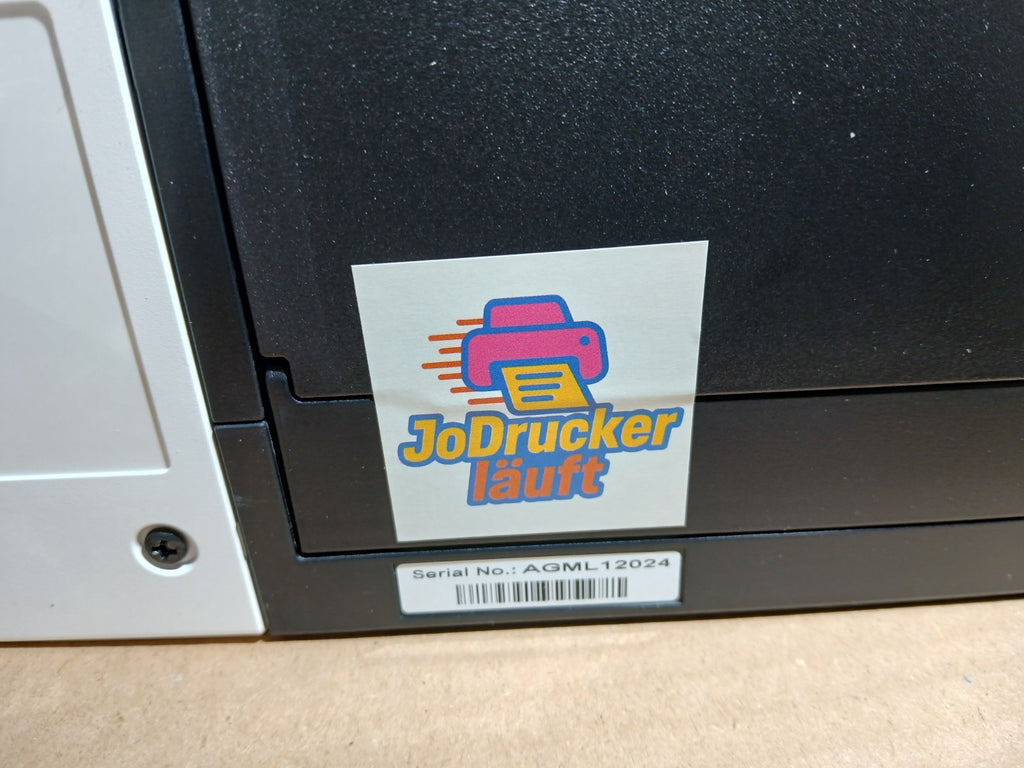 JoDrucker
läuft
Serial No.: AGML12024